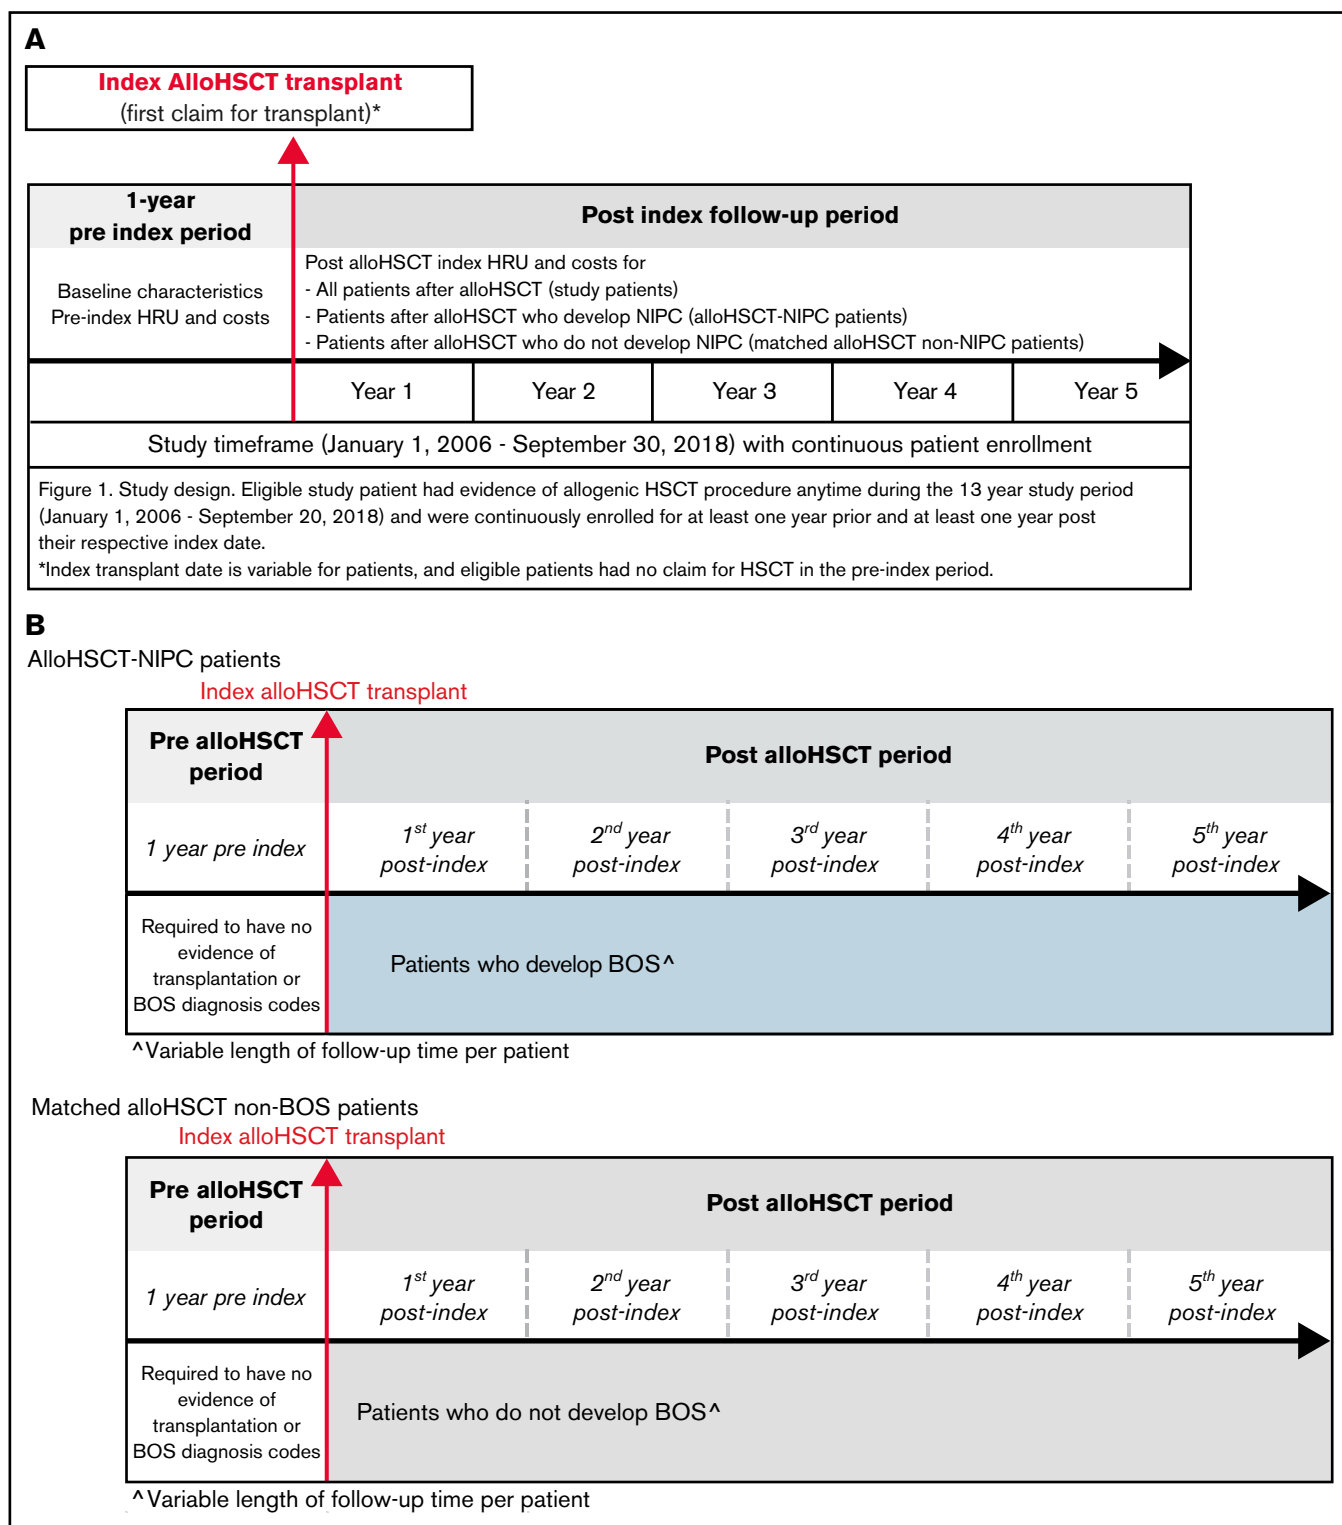 A
Index AlloHSCT transplant
(first claim for transplant)*
1-year
pre index period
Post index follow-up period
Baseline characteristics
Pre-index HRU and costs
Post alloHSCT index HRU and costs for
- All patients after alloHSCT (study patients)
- Patients after alloHSCT who develop NIPC (alloHSCT-NIPC patients)
- Patients after alloHSCT who do not develop NIPC (matched alloHSCT non-NIPC patients)
Year 1 Year 2 Year 3 Year 4 Year 5
Study timeframe (January 1, 2006 - September 30, 2018) with continuous patient enrollment
Figure 1. Study design. Eligible study patient had evidence of allogenic HSCT procedure anytime during the 13 year study period
(January 1, 2006 - September 20, 2018) and were continuously enrolled for at least one year prior and at least one year post
their respective index date.
*Index transplant date is variable for patients, and eligible patients had no claim for HSCT in the pre-index period.
B
AlloHSCT-NIPC patients
Index alloHSCT transplant
Pre alloHSCT
period
Post alloHSCT period
1 year pre index
1st year
post-index
2nd year
post-index
3rd year
post-index
4th year
post-index
5th year
post-index
Required to have no
evidence of
transplantation or
BOS diagnosis codes
Patients who develop BOS^
^Variable length of follow-up time per patient
Matched alloHSCT non-BOS patients
Index alloHSCT transplant
Pre alloHSCT
period
Post alloHSCT period
1 year pre index
1st year
post-index
2nd year
post-index
3rd year
post-index
4th year
post-index
5th year
post-index
Required to have no
evidence of
transplantation or
BOS diagnosis codes
Patients who do not develop BOS^
^Variable length of follow-up time per patient